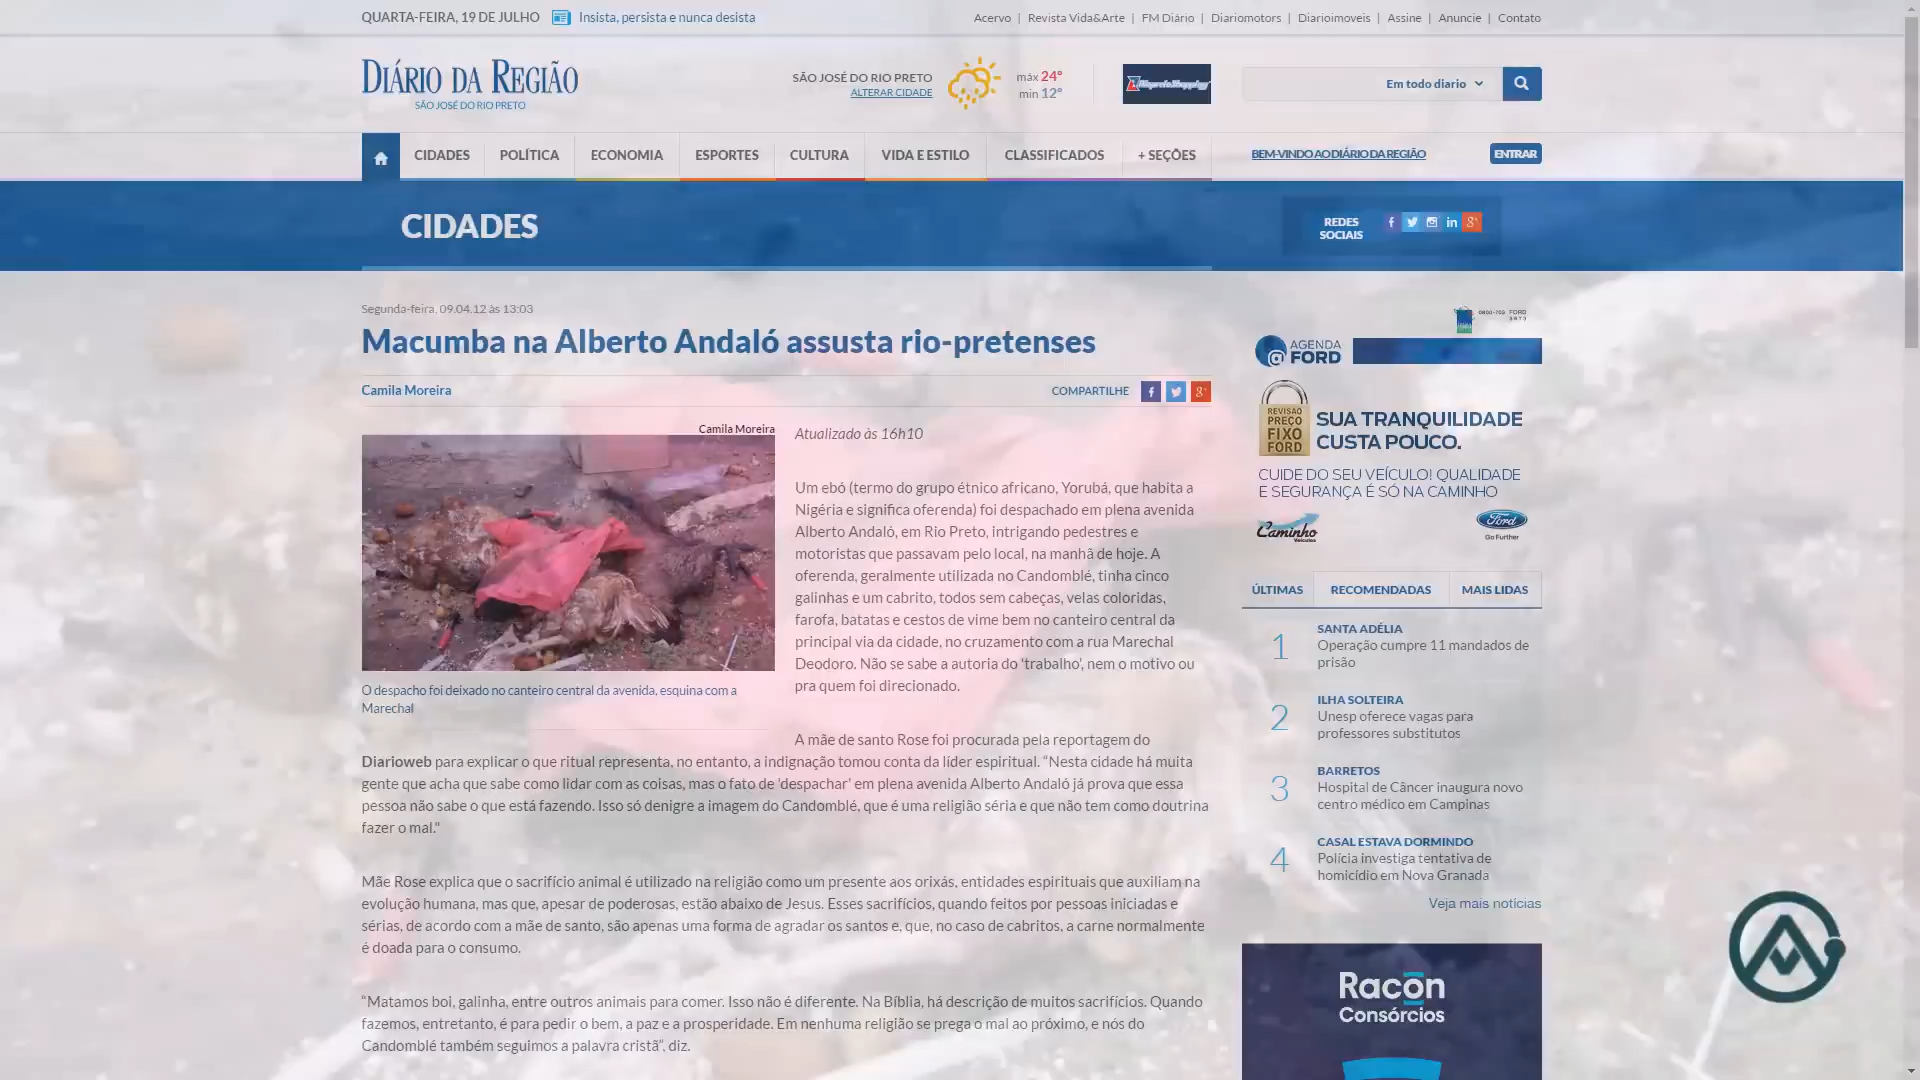 QUARTA-FEIRA, 19 DE JULHO
Insista, persista e nunca desista
Acervo | Revista Vida&Arte | FM Diário | Diariomotors | Diarioimoveis | Assine | Anuncie | Contato
DIÁRIO DA REGIÃO
SÃO JOSÉ DO RIO PRETO
SÃO JOSÉ DO RIO PRETO
ALTERAR CIDADE
máx 24°
min 12°
Em todo diario
CIDADES
POLÍTICA
ECONOMIA
ESPORTES
CULTURA
VIDA E ESTILO
CLASSIFICADOS
+ SEÇÕES
BEM-VINDO AO DIÁRIO DA REGIÃO
ENTRAR
CIDADES
REDES
SOCIAIS
Segunda-feira, 09.04.12 às 13:03
Macumba na Alberto Andaló assusta rio-pretenses
Camila Moreira
COMPARTILHE
Camila Moreira
O despacho foi deixado no canteiro central da avenida, esquina com a
Marechal
Atualizado às 16h10
Um ebó (termo do grupo étnico africano, Yorubá, que habita a
Nigéria e significa oferenda) foi despachado em plena avenida
Alberto Andaló, em Rio Preto, intrigando pedestres e
motoristas que passavam pelo local, na manhã de hoje. A
oferenda, geralmente utilizada no Candomblé, tinha cinco
galinhas e um cabrito, todos sem cabeças, velas coloridas,
farofa, batatas e cestos de vime bem no canteiro central da
principal via da cidade, no cruzamento com a rua Marechal
Deodoro. Não se sabe a autoria do 'trabalho', nem o motivo ou
pra quem foi direcionado.
A mãe de santo Rose foi procurada pela reportagem do
Diarioweb para explicar o que ritual representa, no entanto, a indignação tomou conta da líder espiritual. “Nesta cidade há muita
gente que acha que sabe como lidar com as coisas, mas o fato de 'despachar' em plena avenida Alberto Andaló já prova que essa
pessoa não sabe o que está fazendo. Isso só denigre a imagem do Candomblé, que é uma religião séria e que não tem como doutrina
fazer o mal."
Mãe Rose explica que o sacrifício animal é utilizado na religião como um presente aos orixás, entidades espirituais que auxiliam na
evolução humana, mas que, apesar de poderosas, estão abaixo de Jesus. Esses sacrifícios, quando feitos por pessoas iniciadas e
sérias, de acordo com a mãe de santo, são apenas uma forma de agradar os santos e, que, no caso de cabritos, a carne normalmente
é doada para o consumo.
“Matamos boi, galinha, entre outros animais para comer. Isso não é diferente. Na Bíblia, há descrição de muitos sacrifícios. Quando
fazemos, entretanto, é para pedir o bem, a paz e a prosperidade. Em nenhuma religião se prega o mal ao próximo, e nós do
Candomblé também seguimos a palavra cristã”, diz.
AGENDA
@ FORD
REVISÃO
PREÇO
FIXO
FORD
SUA TRANQUILIDADE
CUSTA POUCO.
CUIDE DO SEU VEÍCULO! QUALIDADE
E SEGURANÇA É SÓ NA CAMINHO
Caminho
Veículos
Ford
Go Further
ÚLTIMAS
RECOMENDADAS
MAIS LIDAS
1
SANTA ADÉLIA
Operação cumpre 11 mandados de
prisão
2
ILHA SOLTEIRA
Unesp oferece vagas para
professores substitutos
3
BARRETOS
Hospital de Câncer inaugura novo
centro médico em Campinas
4
CASAL ESTAVA DORMINDO
Polícia investiga tentativa de
homicídio em Nova Granada
Veja mais notícias
Racon
Consórcios